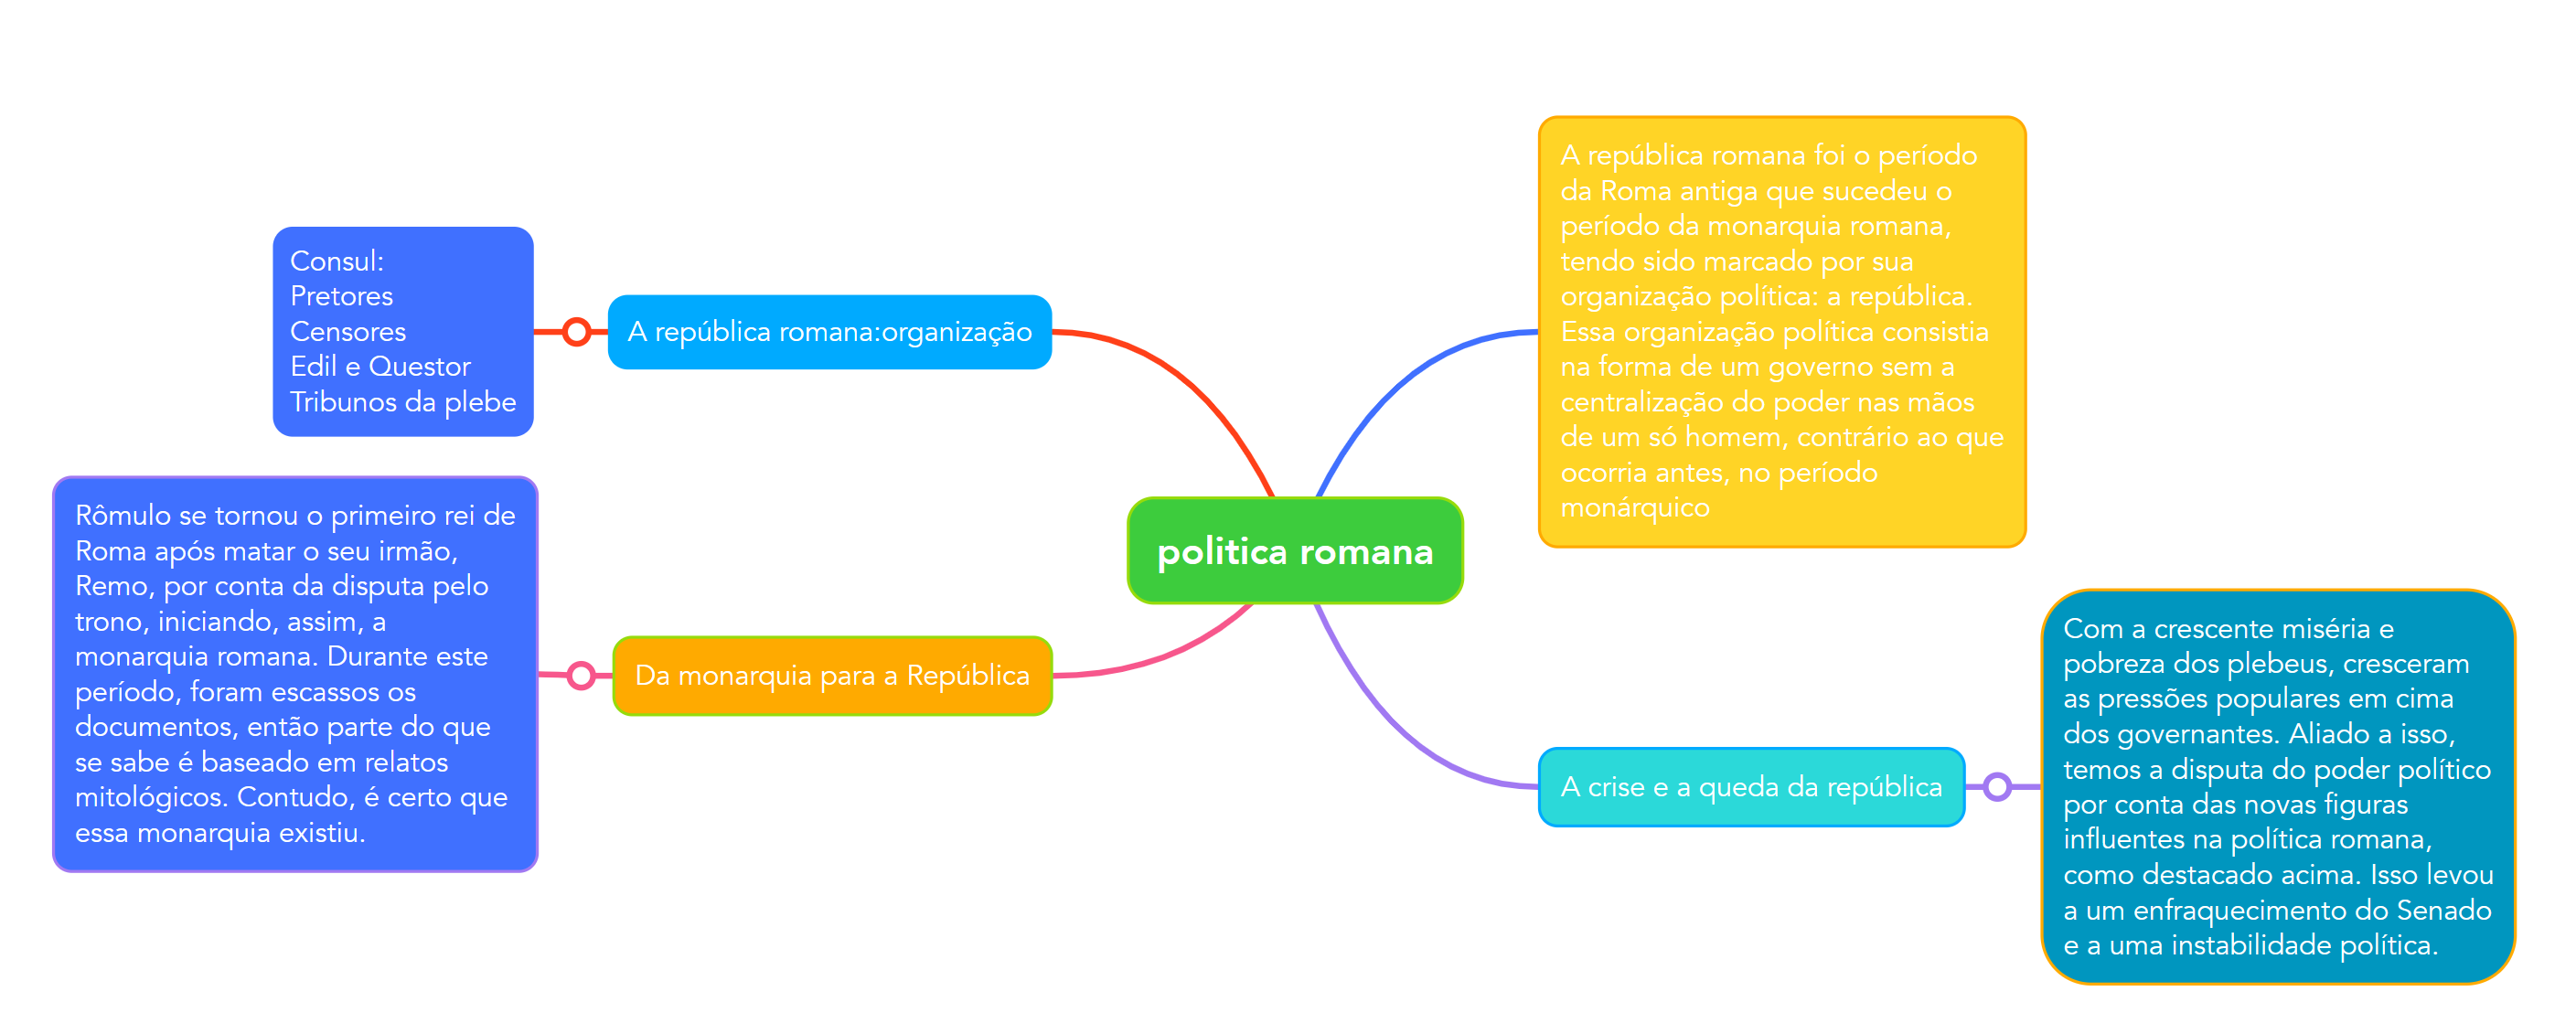 Consul:
Pretores
Censores
Edil e Questor
Tribunos da plebe
A república romana:organização
Rômulo se tornou o primeiro rei de
Roma após matar o seu irmão,
Remo, por conta da disputa pelo
trono, iniciando, assim, a
monarquia romana. Durante este
período, foram escassos os
documentos, então parte do que
se sabe é baseado em relatos
mitológicos. Contudo, é certo que
essa monarquia existiu.
Da monarquia para a República
politica romana
A república romana foi o período
da Roma antiga que sucedeu o
período da monarquia romana,
tendo sido marcado por sua
organização política: a república.
Essa organização política consistia
na forma de um governo sem a
centralização do poder nas mãos
de um só homem, contrário ao que
ocorria antes, no período
monárquico
A crise e a queda da república
Com a crescente miséria e
pobreza dos plebeus, cresceram
as pressões populares em cima
dos governantes. Aliado a isso,
temos a disputa do poder político
por conta das novas figuras
influentes na política romana,
como destacado acima. Isso levou
a um enfraquecimento do Senado
e a uma instabilidade política.